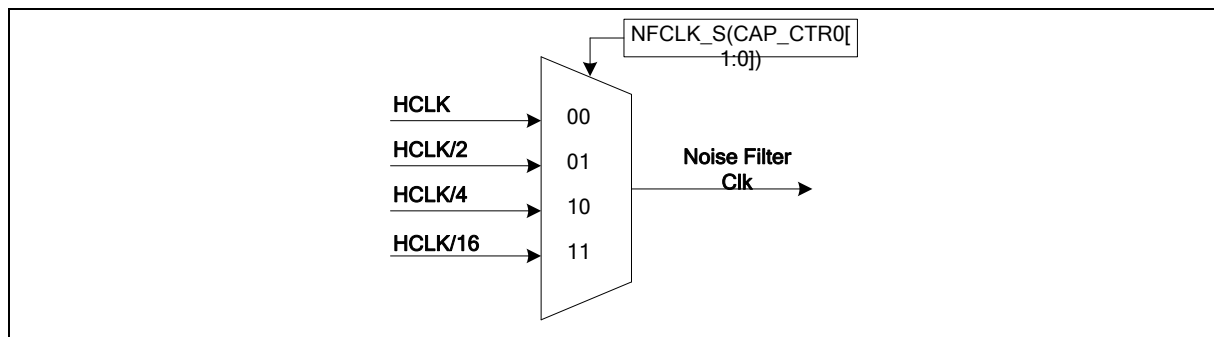 NFCLK_S(CAP_CTR0[
1:0])
HCLK
00
HCLK/2
01
HCLK/4
10
HCLK/16
11
Noise Filter
Clk